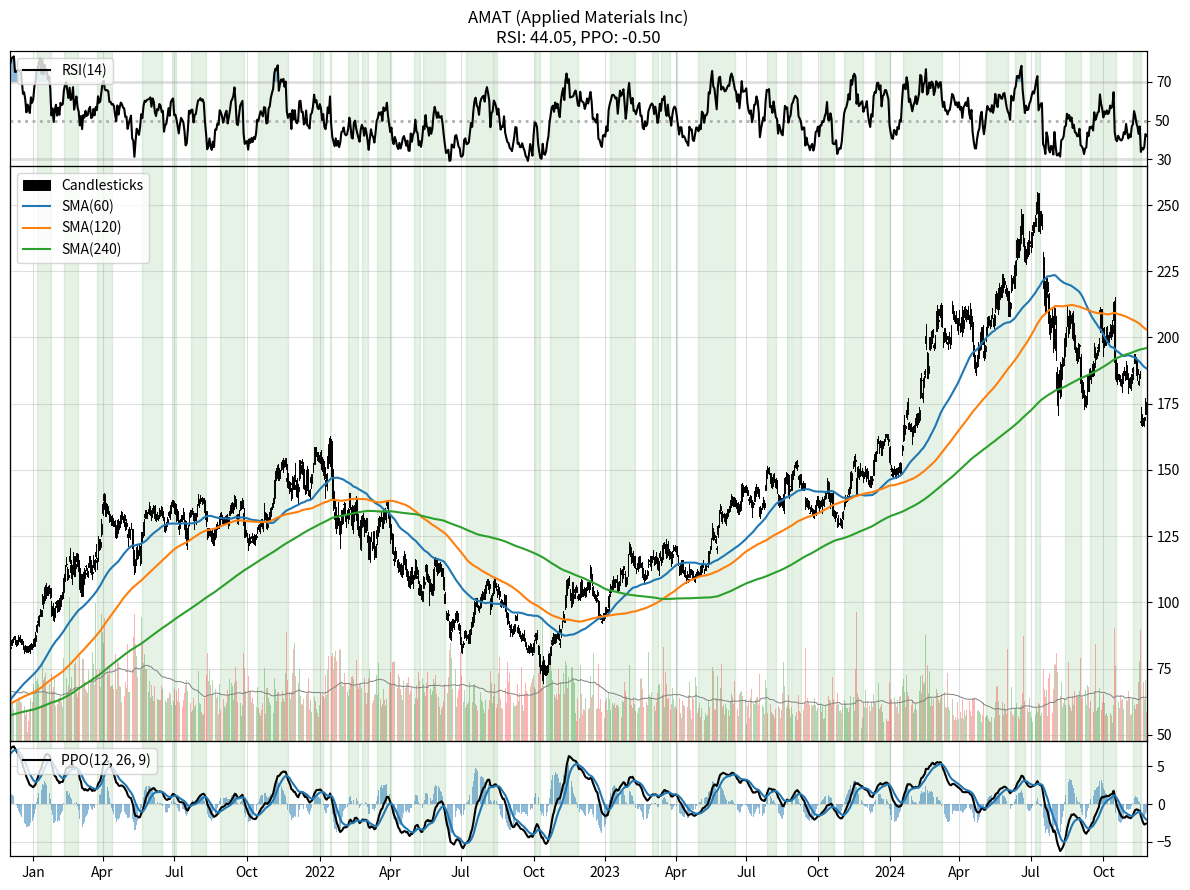 AMAT (Applied Materials Inc)
RSI: 44.05, PPO: -0.50
RSI(14)
70
50
30
Candlesticks
SMA(60)
SMA(120)
SMA(240)
250
225
200
175
150
125
100
75
50
PPO(12, 26, 9)
5
0
−5
Jan Apr Jul Oct 2022 Apr Jul Oct 2023 Apr Jul Oct 2024 Apr Jul Oct